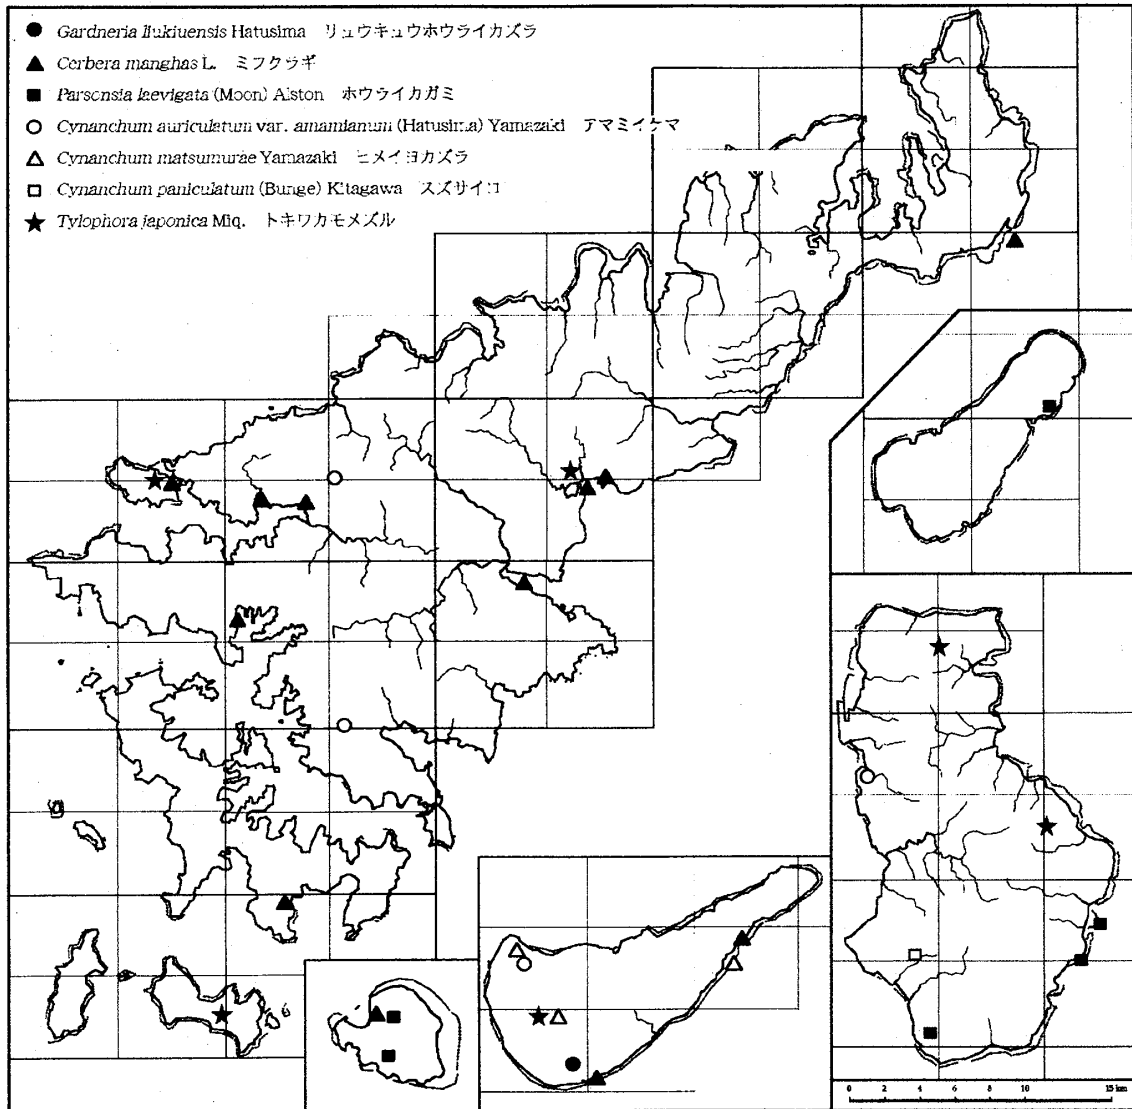 ● Gardneria liukiuensis Hatusima リュウキュウホウライカズラ
▲ Cerbera manghas L. ミフクラギ
■ Parsonsia laevigata (Moon) Alston ホウライカガミ
○ Cynanchum auriculatum var. amamianum (Hatusima) Yamazaki アマミイケマ
△ Cynanchum matsumurae Yamazaki ヒメイヨカズラ
□ Cynanchum paniculatum (Bunge) Kitagawa スズサイコ
★ Tylophora japonica Miq. トキワカモメズル
0 2 4 6 8 10 15 km